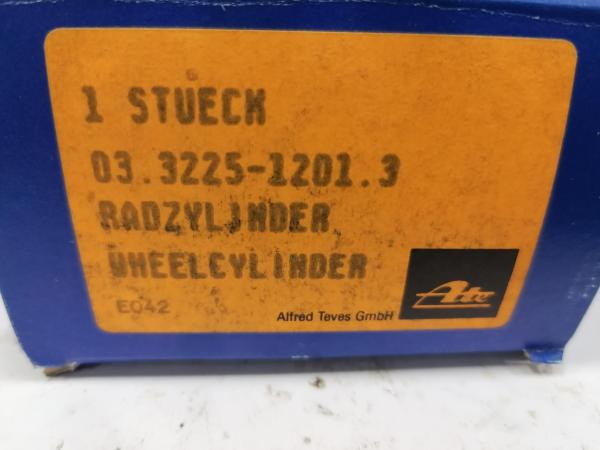 1 STUECK
03.3225-1201.3
RADZYLINDER
WHEELCYLINDER
E042
Alfred Teves GmbH
Ate